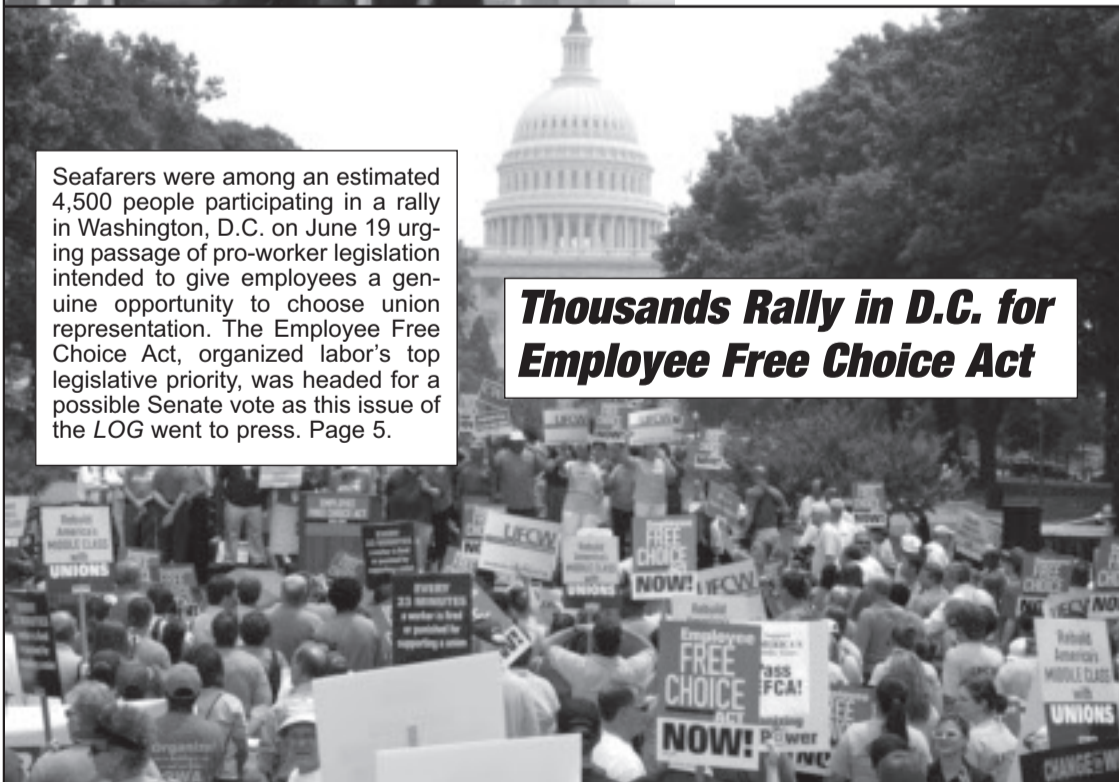 Seafarers were among an estimated
4,500 people participating in a rally
in Washington, D.C. on June 19 urg-
ing passage of pro-worker legislation
intended to give employees a gen-
uine opportunity to choose union
representation. The Employee Free
Choice Act, organized labor's top
legislative priority, was headed for a
possible Senate vote as this issue of
the LOG went to press. Page 5.
Thousands Rally in D.C. for
Employee Free Choice Act
UFCW
Rebuild
America's
MIDDLE CLASS
with
UNIONS
UFCW
UNIONS
FREE
CHOICE
NOW!
UFCW
EVERY
23 MINUTES
a worker is fired
or punished for
supporting a union
Employee
FREE
CHOICE
ACT
NOW!
Power
Rebuild
America's
MIDDLE CLASS
with
UNIONS